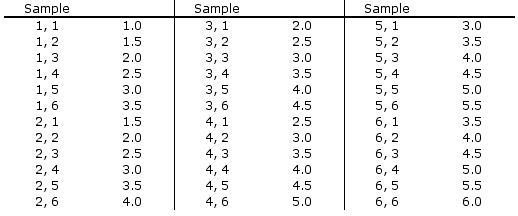 Sample Sample Sample
1, 1 1.0 3, 1 2.0 5, 1 3.0
1, 2 1.5 3, 2 2.5 5, 2 3.5
1, 3 2.0 3, 3 3.0 5, 3 4.0
1, 4 2.5 3, 4 3.5 5, 4 4.5
1, 5 3.0 3, 5 4.0 5, 5 5.0
1, 6 3.5 3, 6 4.5 5, 6 5.5
2, 1 1.5 4, 1 2.5 6, 1 3.5
2, 2 2.0 4, 2 3.0 6, 2 4.0
2, 3 2.5 4, 3 3.5 6, 3 4.5
2, 4 3.0 4, 4 4.0 6, 4 5.0
2, 5 3.5 4, 5 4.5 6, 5 5.5
2, 6 4.0 4, 6 5.0 6, 6 6.0